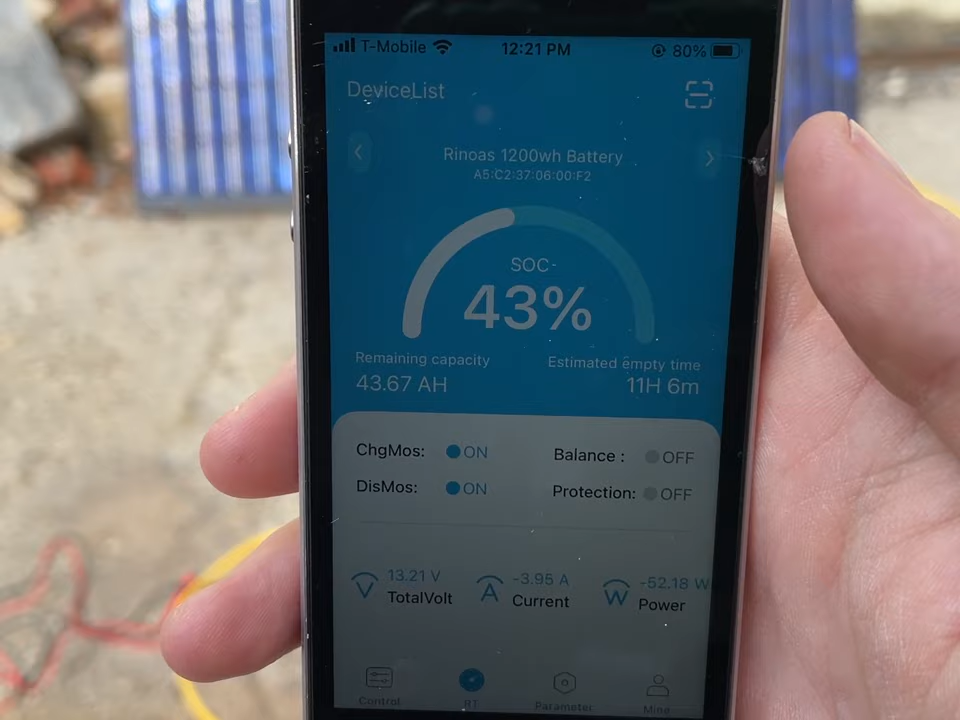 T-Mobile 12:21 PM 80%
DeviceList
Rinoas 1200wh Battery
A5:C2:37:06:00:F2
SOC
43%
Remaining capacity Estimated empty time
43.67 AH 11H 6m
ChgMos: ON Balance : OFF
DisMos: ON Protection: OFF
13.21 V -3.95 A -52.18 W
V TotalVolt A Current W Power
Control RT Parameter Mine